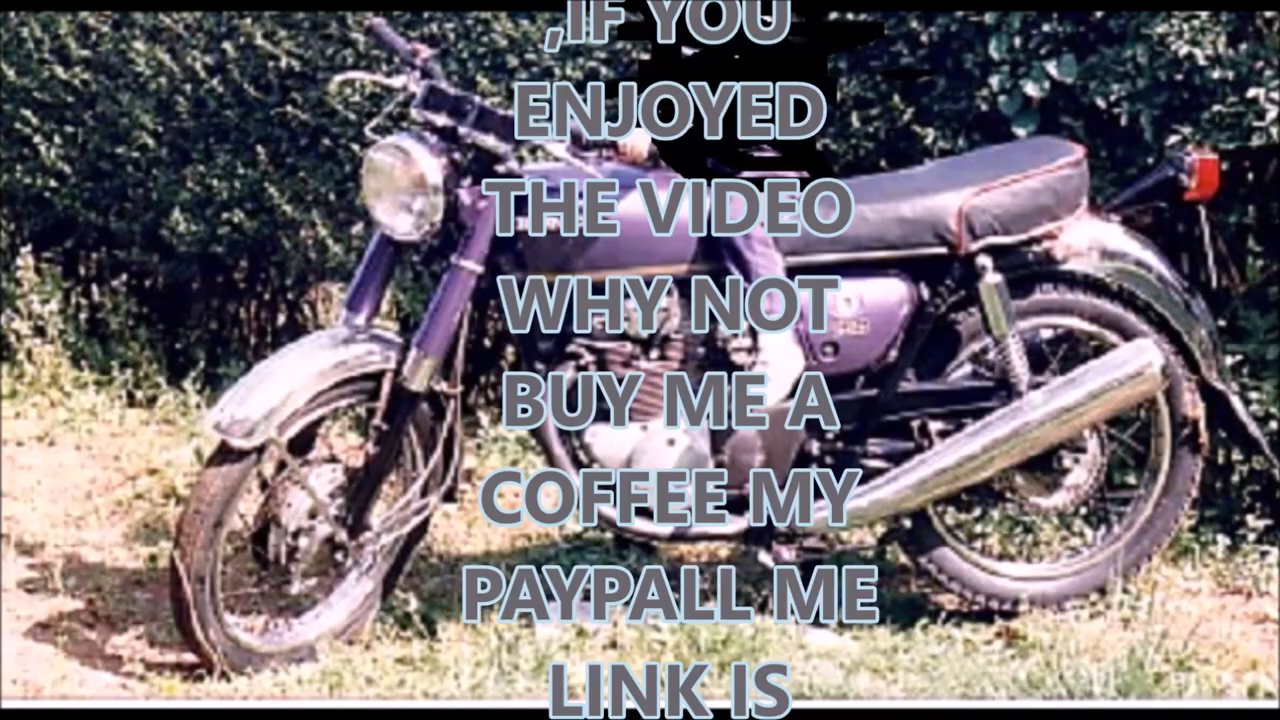 ,IF YOU
ENJOYED
THE VIDEO
WHY NOT
BUY ME A
COFFEE MY
PAYPALL ME
LINK IS